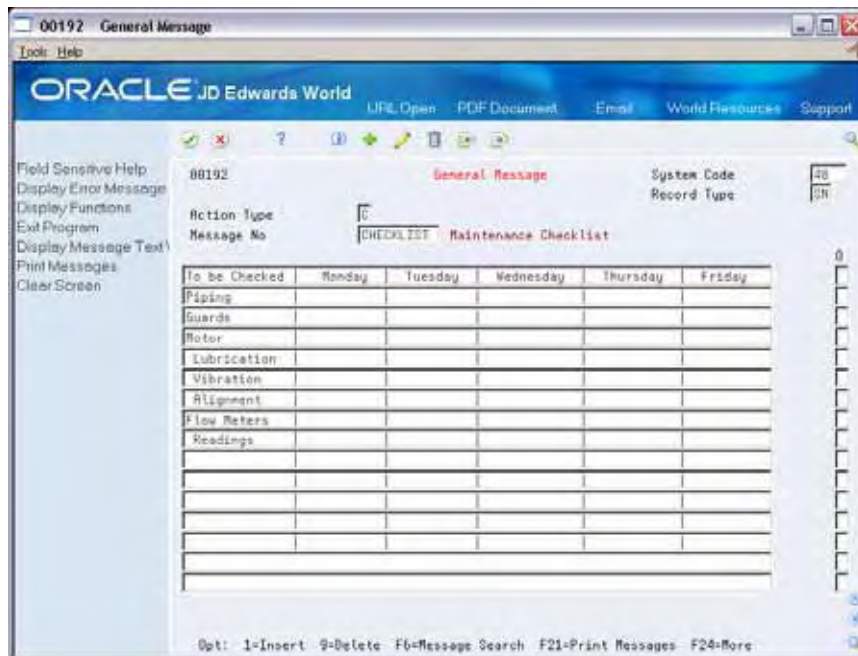 00192 General Message
Tools Help
ORACLE JD Edwards World
URL Open PDF Document Email World Resources Support
Field Sensitive Help
Display Error Message
Display Functions
Exit Program
Display Message Text
Print Messages
Clear Screen
00192 General Message System Code 48
Record Type SN
Action Type C
Message No CHECKLIST Maintenance Checklist
O
To be Checked Monday Tuesday Wednesday Thursday Friday
Piping
Guards
Motor
Lubrication
Vibration
Alignment
Flow Meters
Readings
Opt: 1=Insert 9=Delete F6=Message Search F21=Print Messages F24=More